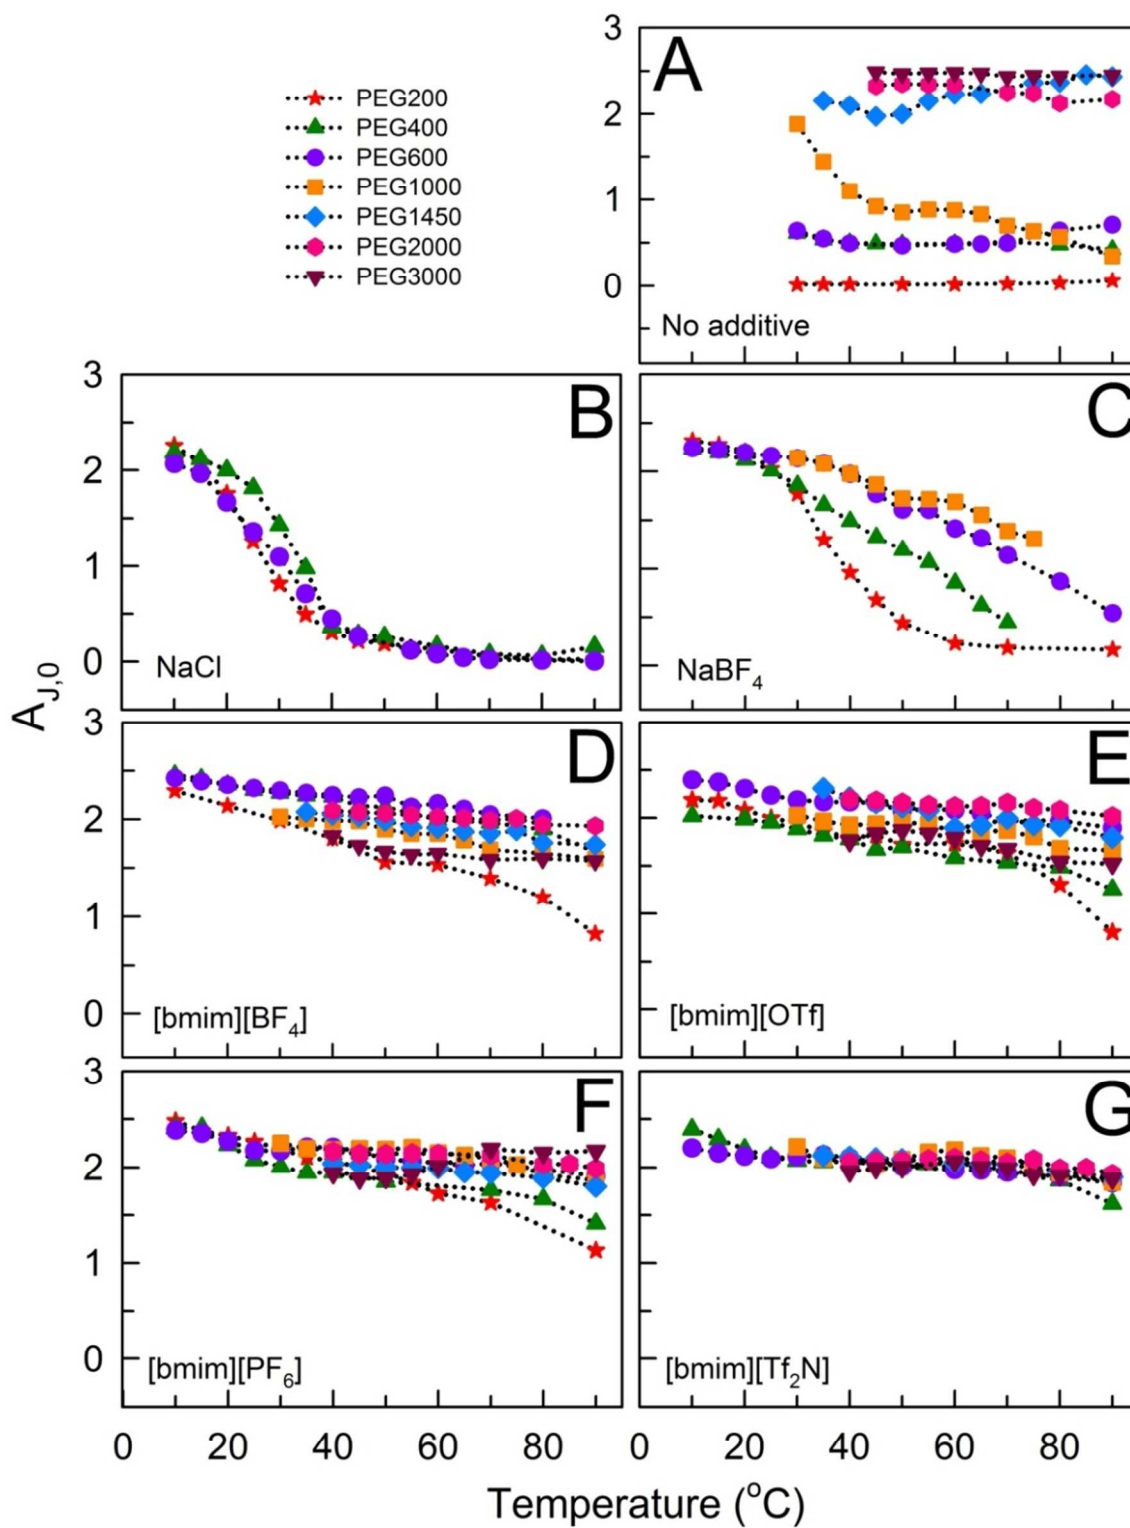 PEG200
PEG400
PEG600
PEG1000
PEG1450
PEG2000
PEG3000
A
3
2
1
0
No additive
B
3
2
1
0
NaCl
C
NaBF₄
A_J,0
D
3
2
1
0
[bmim][BF₄]
E
[bmim][OTf]
F
3
2
1
0
[bmim][PF₆]
G
[bmim][Tf₂N]
0 20 40 60 80
20 40 60 80
Temperature (°C)